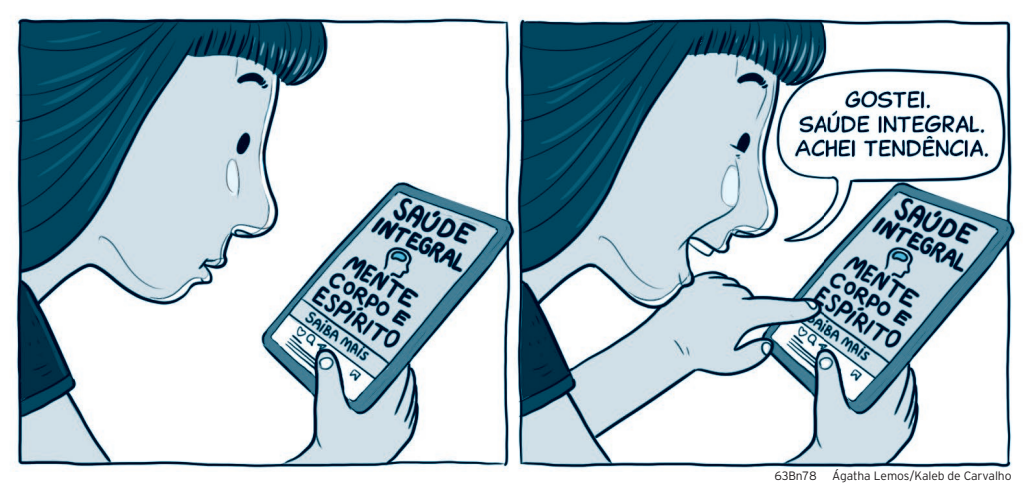 SAÚDE
INTEGRAL
MENTE
CORPO E
ESPÍRITO
SAIBA MAIS
GOSTEI.
SAÚDE INTEGRAL.
ACHEI TENDÊNCIA.
SAÚDE
INTEGRAL
MENTE
CORPO E
ESPÍRITO
SAIBA MAIS
63Bn78 Ágatha Lemos/Kaleb de Carvalho